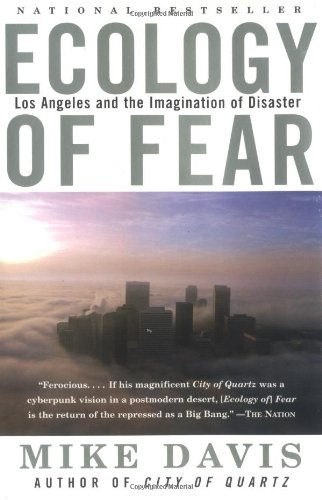 NATIONAL BESTSELLER
ECOLOGY
Los Angeles and the Imagination of Disaster
OF FEAR
“Ferocious. . . . If his magnificent City of Quartz was a
cyberpunk vision in a postmodern desert, [Ecology of] Fear
is the return of the repressed as a Big Bang.”—THE NATION
MIKE DAVIS
AUTHOR OF CITY OF QUARTZ